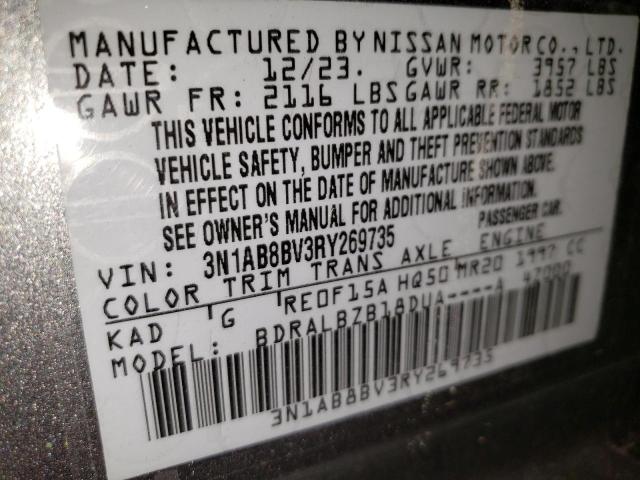 MANUFACTURED BY NISSAN MOTOR CO., LTD.
DATE: 12/23. GVWR: 3957 LBS
GAWR FR: 2116 LBS GAWR RR: 1852 LBS
THIS VEHICLE CONFORMS TO ALL APPLICABLE FEDERAL MOTOR
VEHICLE SAFETY, BUMPER AND THEFT PREVENTION STANDARDS
IN EFFECT ON THE DATE OF MANUFACTURE SHOWN ABOVE.
SEE OWNER'S MANUAL FOR ADDITIONAL INFORMATION.
VIN: 3N1AB8BV3RY269735 PASSENGER CAR.
COLOR TRIM TRANS AXLE ENGINE
KAD G RE0F15A HQ50 MR20 1997 CC
MODEL: BDRALBZB18DUA----A 47000
3N1AB8BV3RY269735